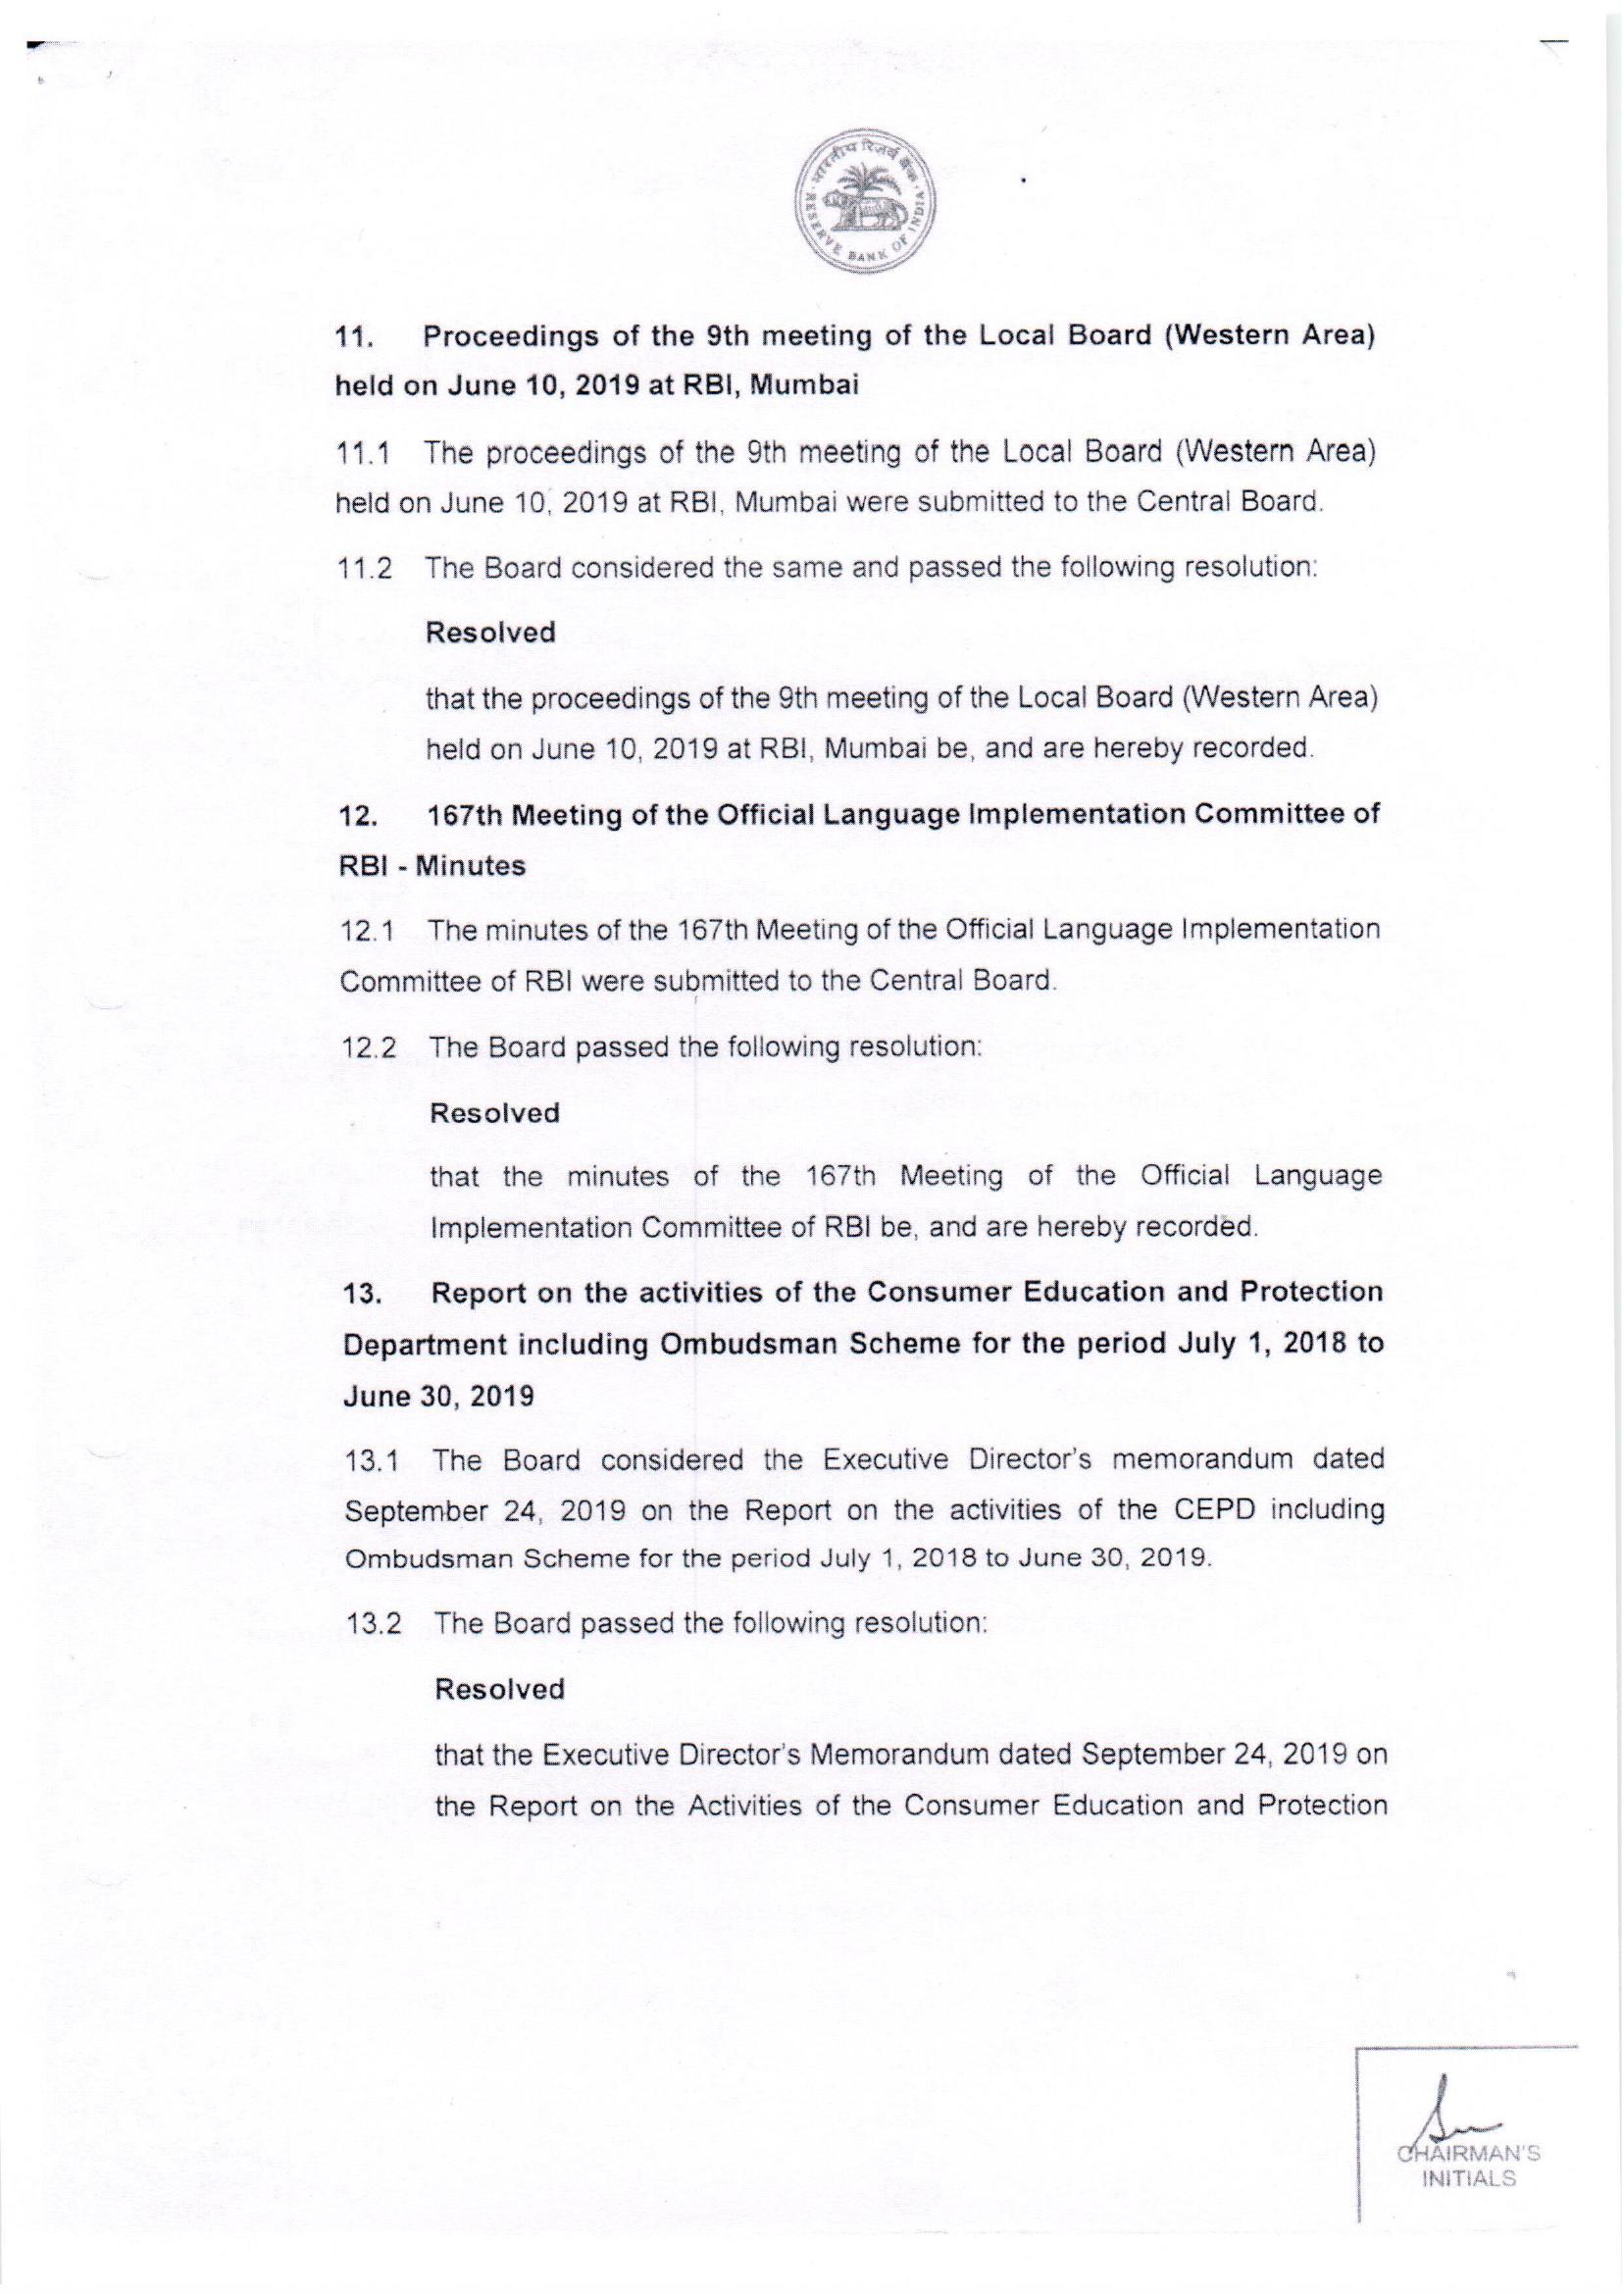 भारतीय रिज़र्व बैंक
RESERVE BANK OF INDIA
11. Proceedings of the 9th meeting of the Local Board (Western Area)
held on June 10, 2019 at RBI, Mumbai
11.1 The proceedings of the 9th meeting of the Local Board (Western Area)
held on June 10, 2019 at RBI, Mumbai were submitted to the Central Board.
11.2 The Board considered the same and passed the following resolution:
Resolved
that the proceedings of the 9th meeting of the Local Board (Western Area)
held on June 10, 2019 at RBI, Mumbai be, and are hereby recorded.
12. 167th Meeting of the Official Language Implementation Committee of
RBI - Minutes
12.1 The minutes of the 167th Meeting of the Official Language Implementation
Committee of RBI were submitted to the Central Board.
12.2 The Board passed the following resolution:
Resolved
that the minutes of the 167th Meeting of the Official Language
Implementation Committee of RBI be, and are hereby recorded.
13. Report on the activities of the Consumer Education and Protection
Department including Ombudsman Scheme for the period July 1, 2018 to
June 30, 2019
13.1 The Board considered the Executive Director's memorandum dated
September 24, 2019 on the Report on the activities of the CEPD including
Ombudsman Scheme for the period July 1, 2018 to June 30, 2019.
13.2 The Board passed the following resolution:
Resolved
that the Executive Director's Memorandum dated September 24, 2019 on
the Report on the Activities of the Consumer Education and Protection
CHAIRMAN'S
INITIALS